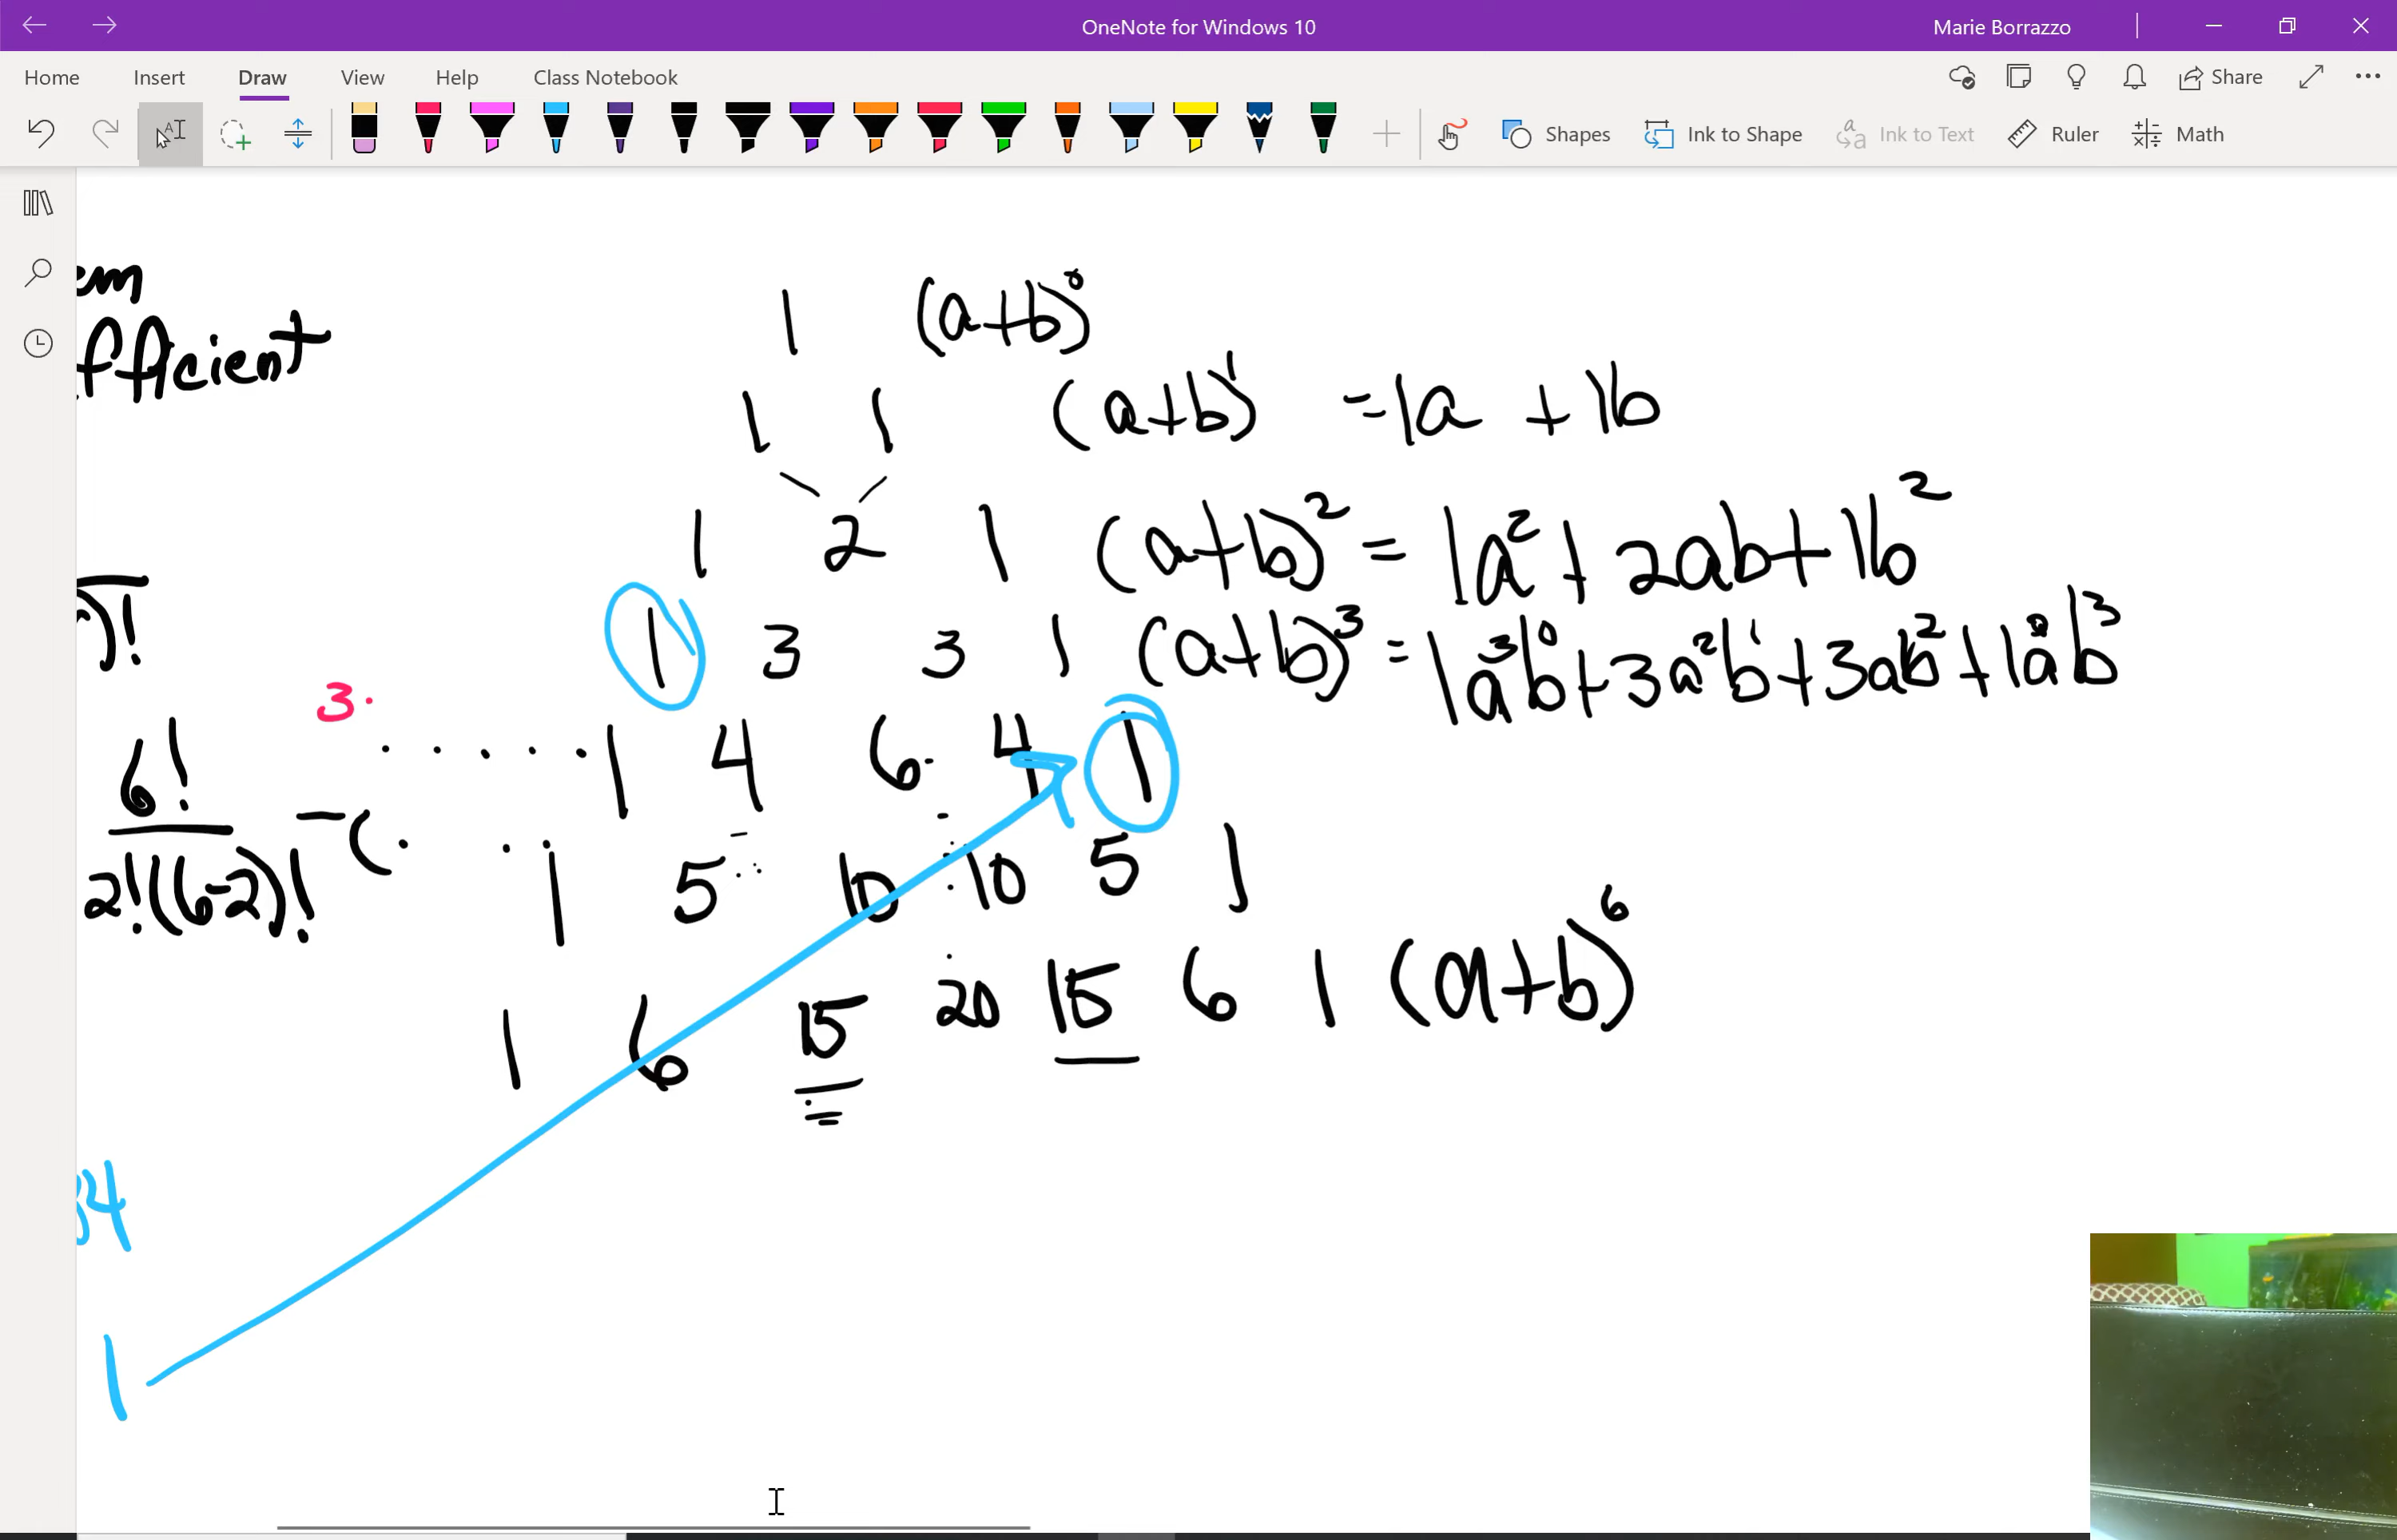 OneNote for Windows 10
Marie Borrazzo
Home Insert Draw View Help Class Notebook
Share
Shapes Ink to Shape Ink to Text Ruler Math
em
fficient
1 (a+b)⁰
1 1 (a+b)¹ = 1a + 1b
1 2 1 (a+b)² = 1a² + 2ab + 1b²
1 3 3 1 (a+b)³ = 1a³b⁰ + 3a²b¹ + 3ab² + 1a⁰b³
)!
3.
1 4 6 4 1
6!
2!(6-2)!
1 5 10 10 5 1
1 6 15 20 15 6 1 (a+b)⁶
4
1